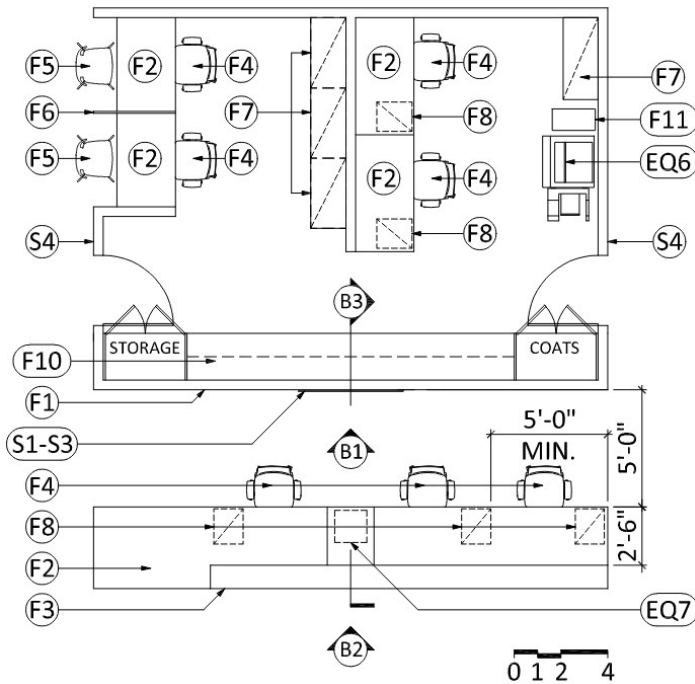 F5 F2 F4 F2 F4 F7
F6 F7 F8 F11
F5 F2 F4 F2 F4 EQ6
F8
S4 S4
B3
STORAGE COATS
F10
F1
S1-S3 5'-0"
B1 MIN. 5'-0"
F4
F8 2'-6"
F2
F3 EQ7
B2
0 1 2 4